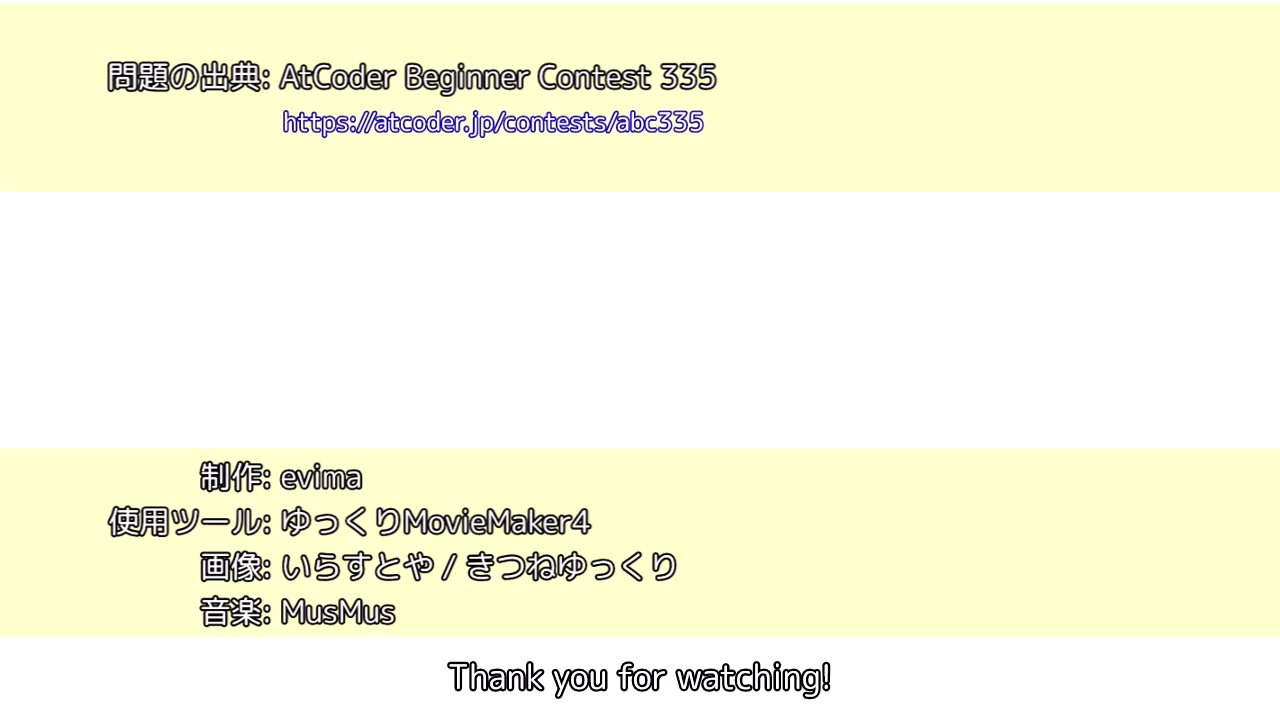 問題の出典: AtCoder Beginner Contest 335
https://atcoder.jp/contests/abc335
制作: evima
使用ツール: ゆっくりMovieMaker4
画像: いらすとや / きつねゆっくり
音楽: MusMus
Thank you for watching!